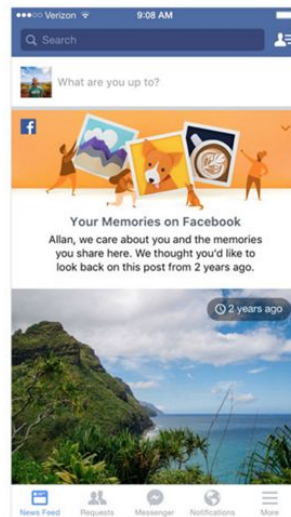 Verizon 9:08 AM
Search
What are you up to?
f
Your Memories on Facebook
Allan, we care about you and the memories
you share here. We thought you'd like to
look back on this post from 2 years ago.
2 years ago
News Feed Requests Messenger Notifications More